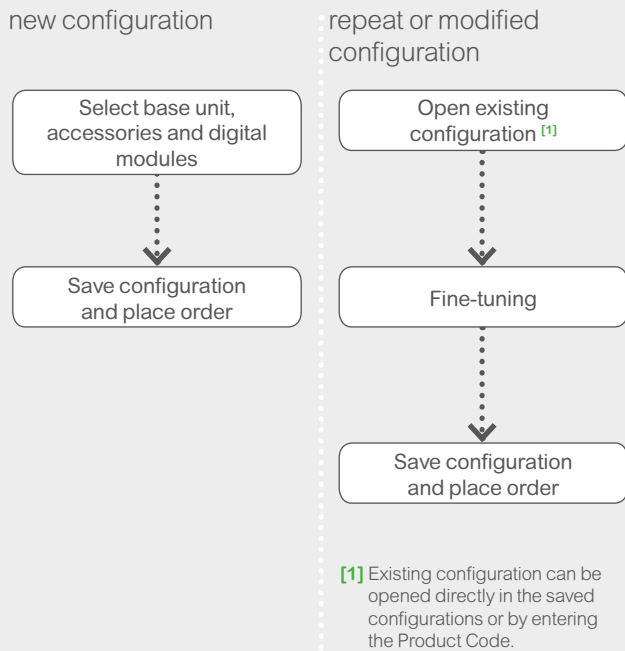 new configuration
Select base unit,
accessories and digital
modules
Save configuration
and place order
repeat or modified
configuration
Open existing
configuration [1]
Fine-tuning
Save configuration
and place order
[1] Existing configuration can be
opened directly in the saved
configurations or by entering
the Product Code.